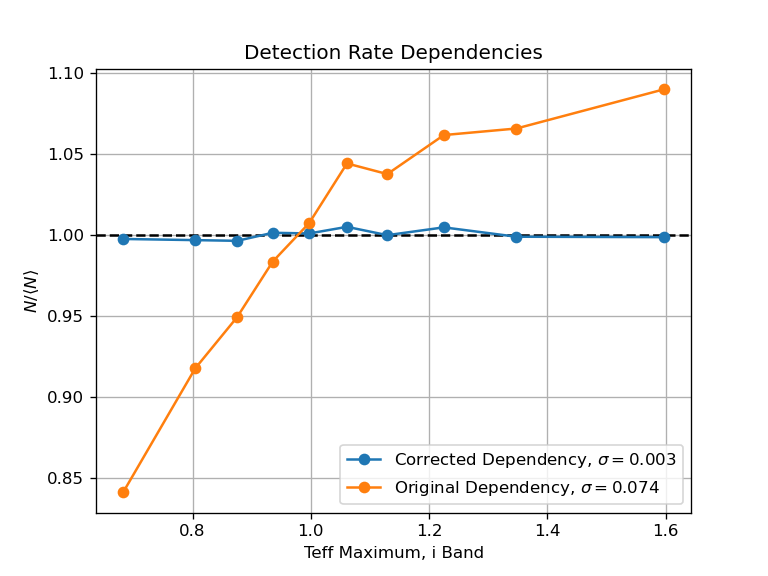 Detection Rate Dependencies
1.10
1.05
1.00
0.95
0.90
0.85
N/⟨N⟩
0.8
1.0
1.2
1.4
1.6
Teff Maximum, i Band
Corrected Dependency, σ = 0.003
Original Dependency, σ = 0.074